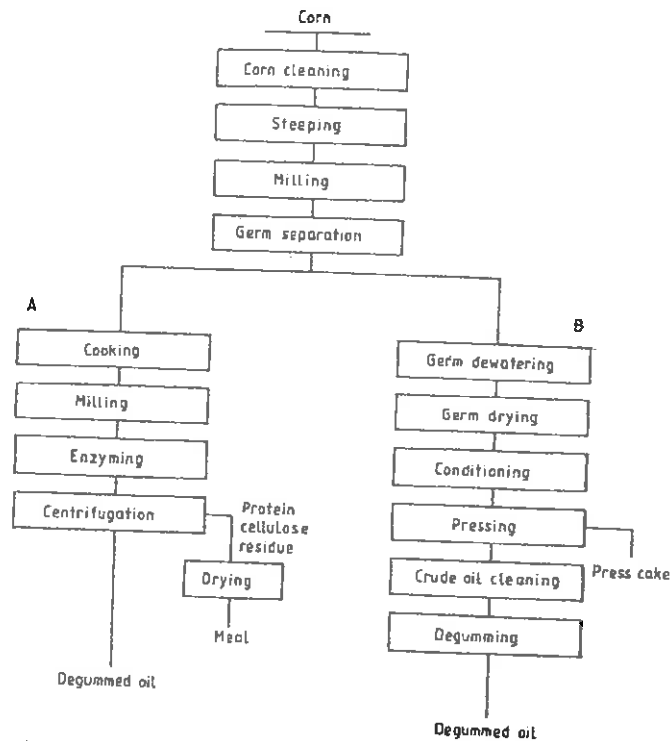 Corn
Corn cleaning
Steeping
Milling
Germ separation
A
Cooking
Milling
Enzyming
Centrifugation
Protein
cellulose
residue
Drying
Meal
Degummed oil
B
Germ dewatering
Germ drying
Conditioning
Pressing
Press cake
Crude oil cleaning
Degumming
Degummed oil